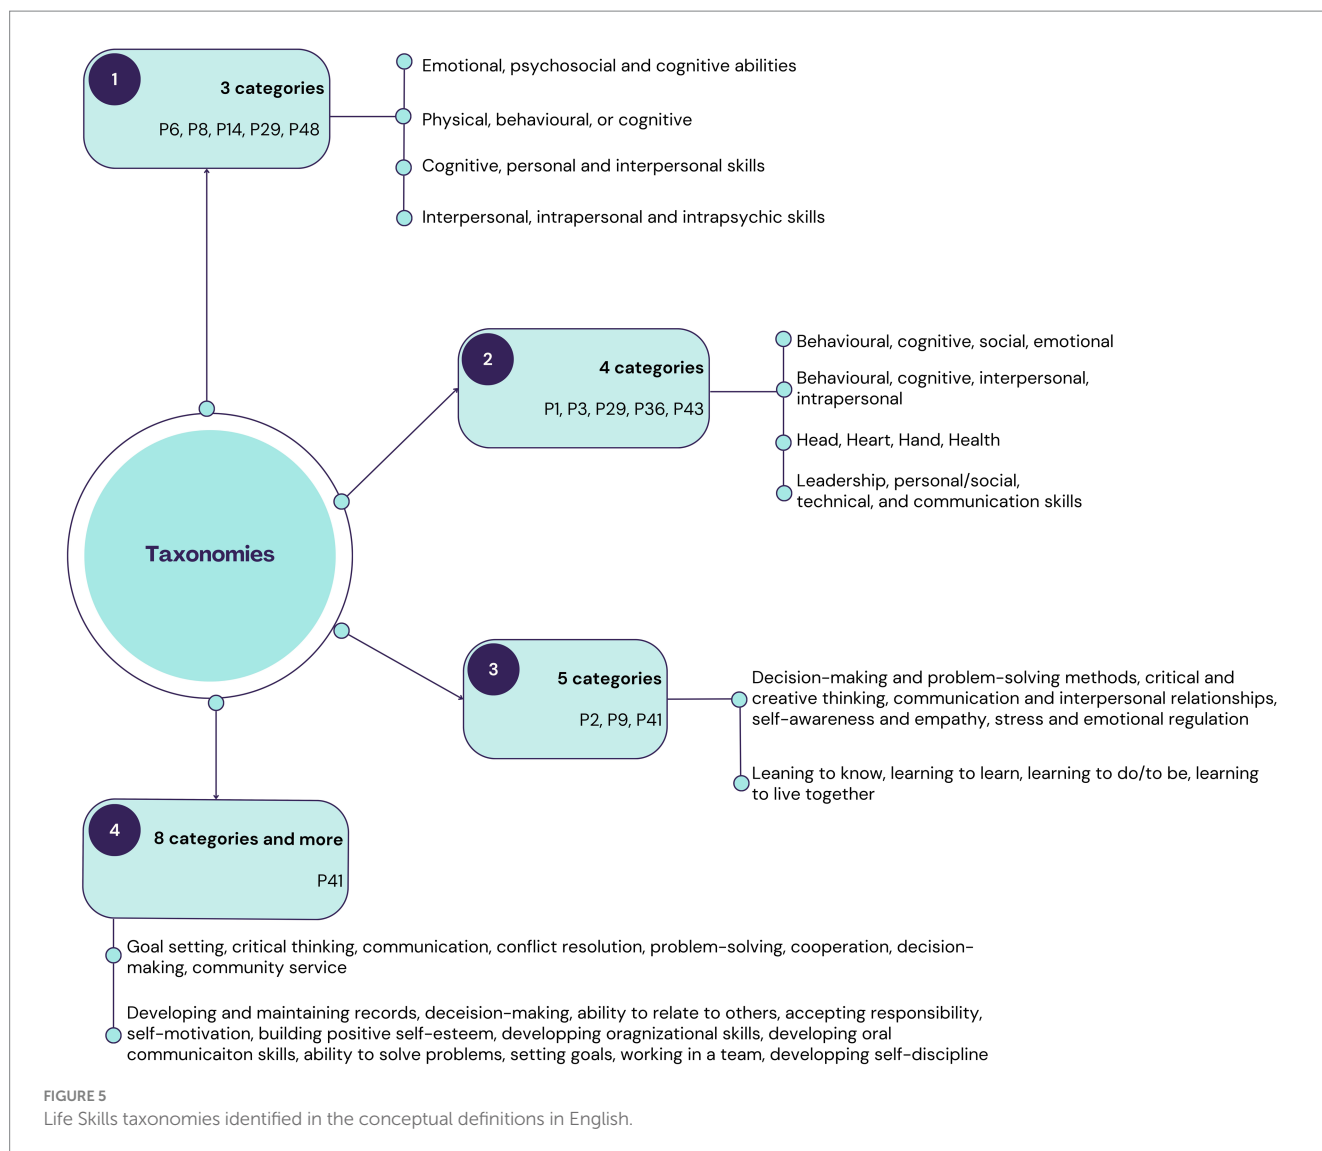 1
3 categories
P6, P8, P14, P29, P48
Emotional, psychosocial and cognitive abilities
Physical, behavioural, or cognitive
Cognitive, personal and interpersonal skills
Interpersonal, intrapersonal and intrapsychic skills
2
4 categories
P1, P3, P29, P36, P43
Behavioural, cognitive, social, emotional
Behavioural, cognitive, interpersonal,
intrapersonal
Head, Heart, Hand, Health
Leadership, personal/social,
technical, and communication skills
Taxonomies
3
5 categories
P2, P9, P41
Decision-making and problem-solving methods, critical and
creative thinking, communication and interpersonal relationships,
self-awareness and empathy, stress and emotional regulation
Leaning to know, learning to learn, learning to do/to be, learning
to live together
4
8 categories and more
P41
Goal setting, critical thinking, communication, conflict resolution, problem-solving, cooperation, decision-
making, community service
Developing and maintaining records, deceision-making, ability to relate to others, accepting responsibility,
self-motivation, building positive self-esteem, developping oragnizational skills, developing oral
communicaiton skills, ability to solve problems, setting goals, working in a team, developping self-discipline
FIGURE 5
Life Skills taxonomies identified in the conceptual definitions in English.